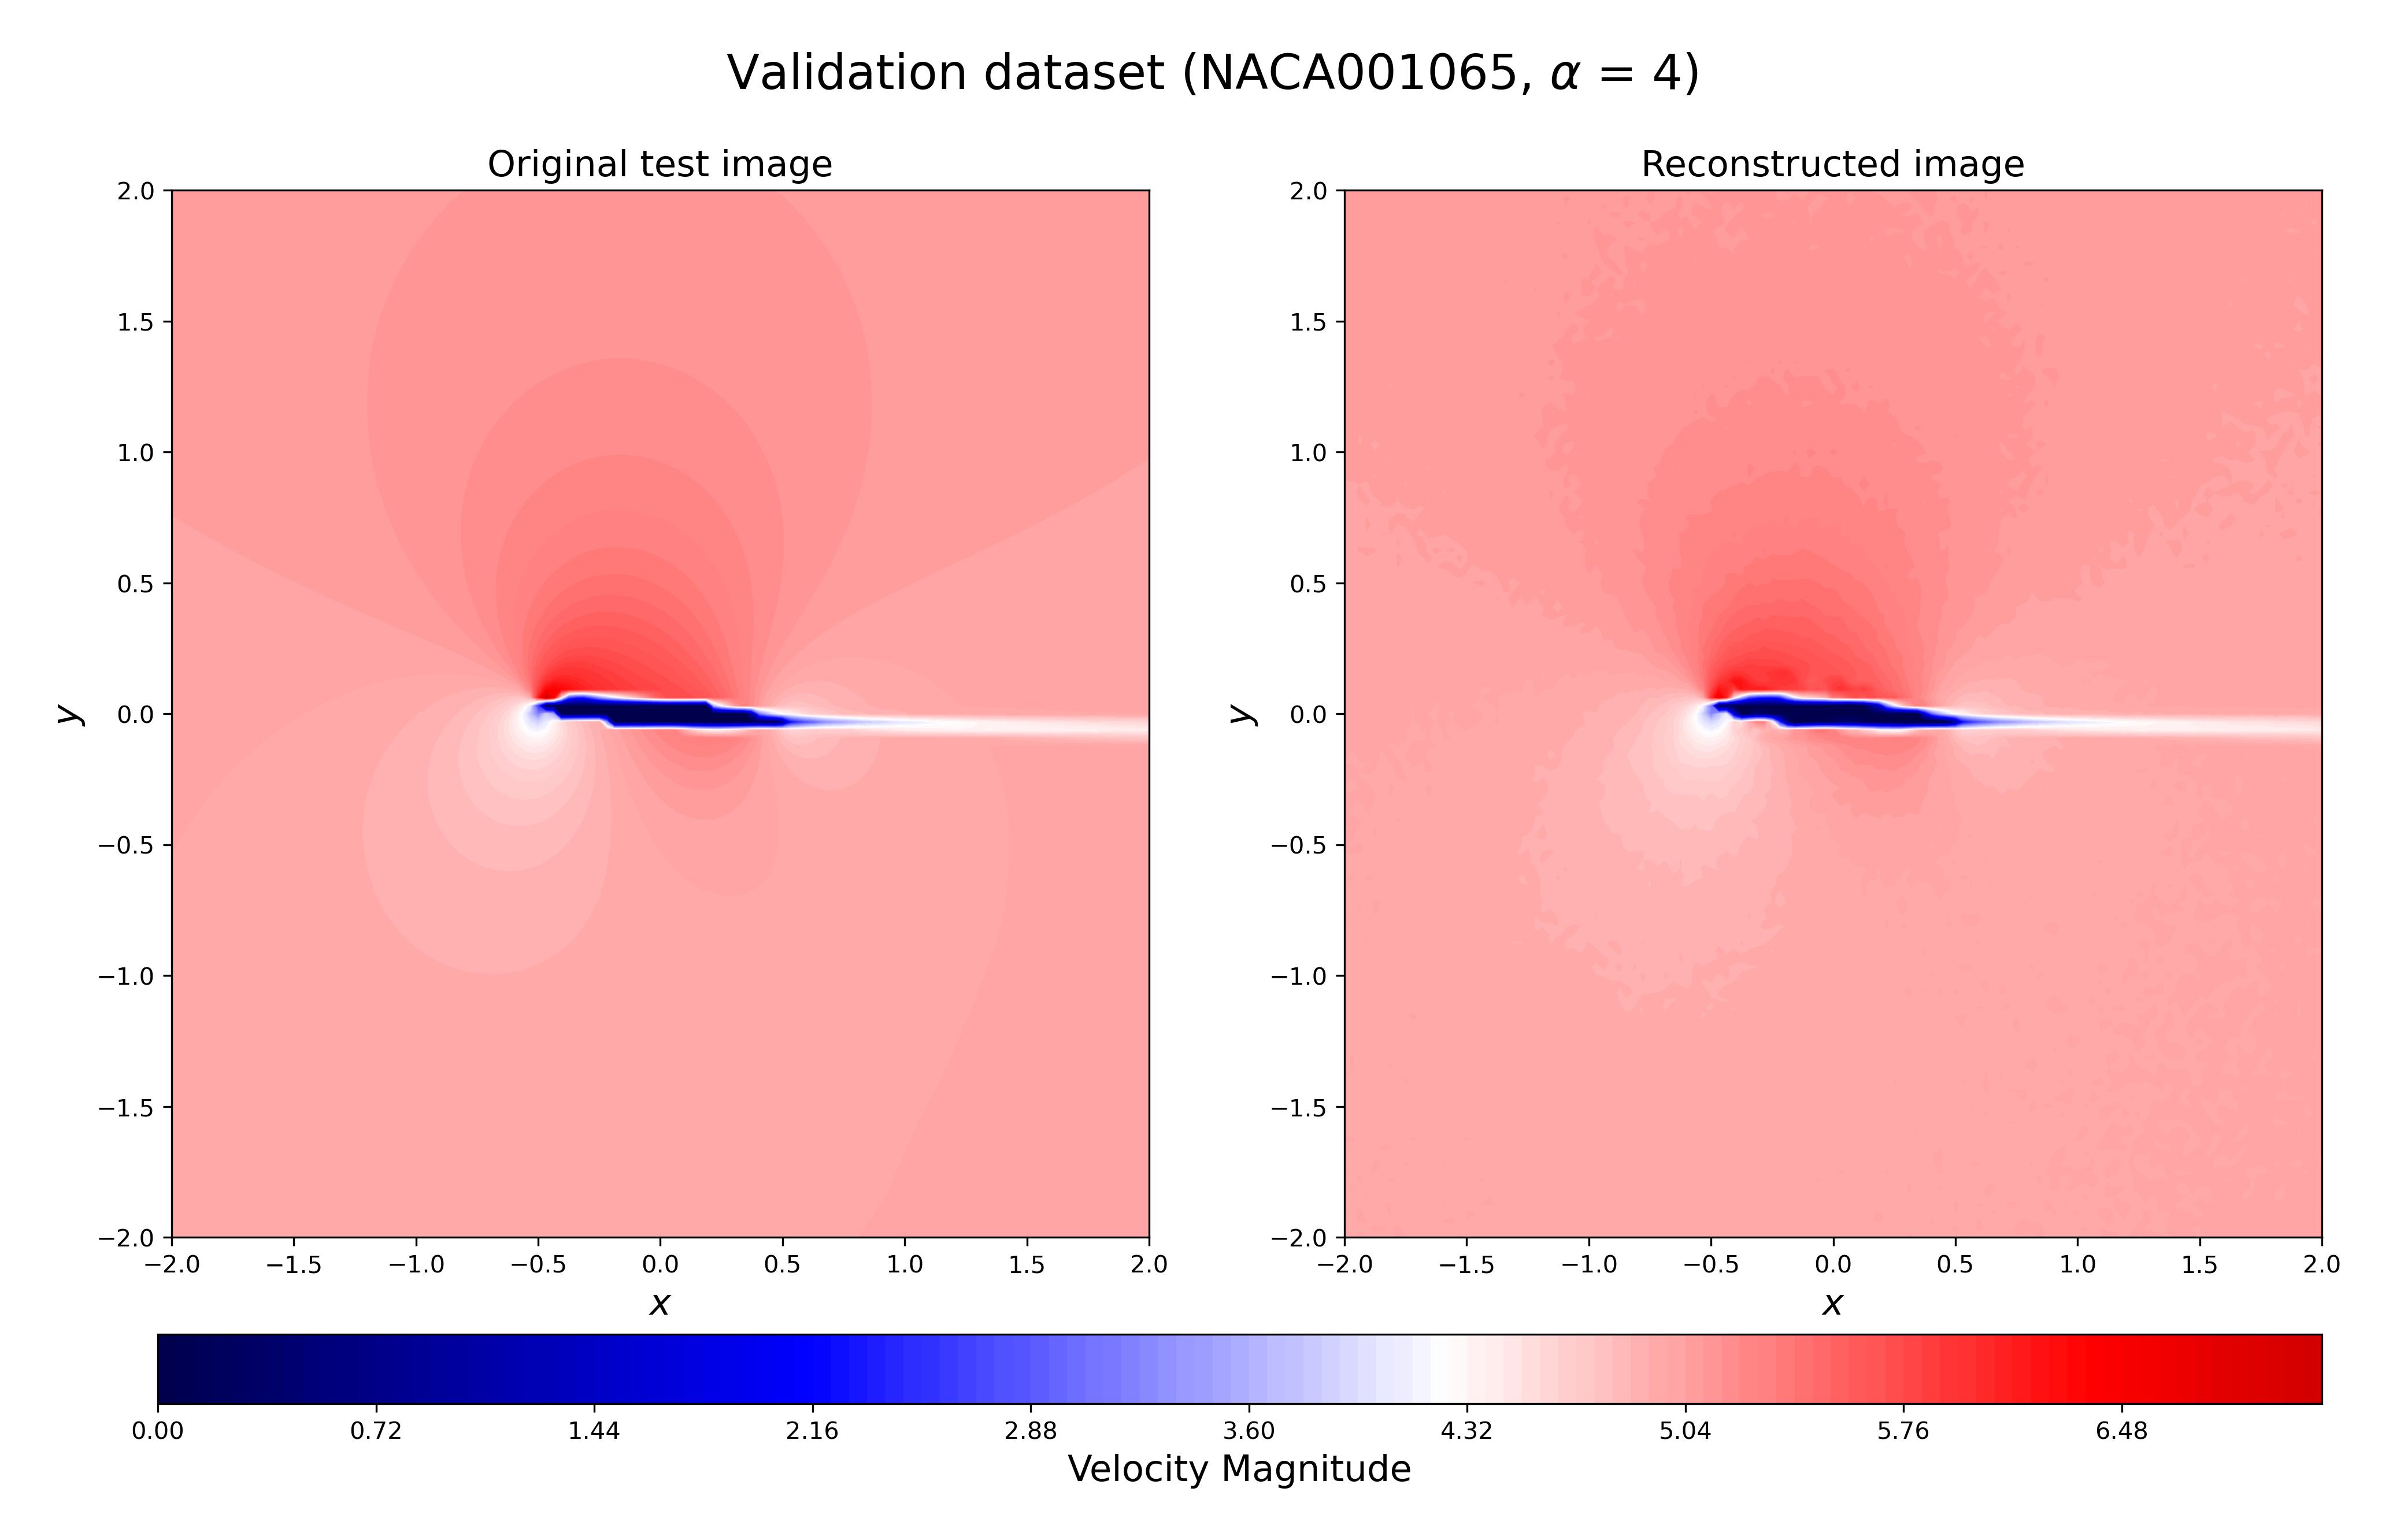 Validation dataset (NACA001065, α = 4)
Original test image
2.0
1.5
1.0
0.5
0.0
−0.5
−1.0
−1.5
−2.0
y
−2.0 −1.5 −1.0 −0.5 0.0 0.5 1.0 1.5 2.0
x
Reconstructed image
2.0
1.5
1.0
0.5
0.0
−0.5
−1.0
−1.5
−2.0
y
−2.0 −1.5 −1.0 −0.5 0.0 0.5 1.0 1.5 2.0
x
0.00 0.72 1.44 2.16 2.88 3.60 4.32 5.04 5.76 6.48
Velocity Magnitude